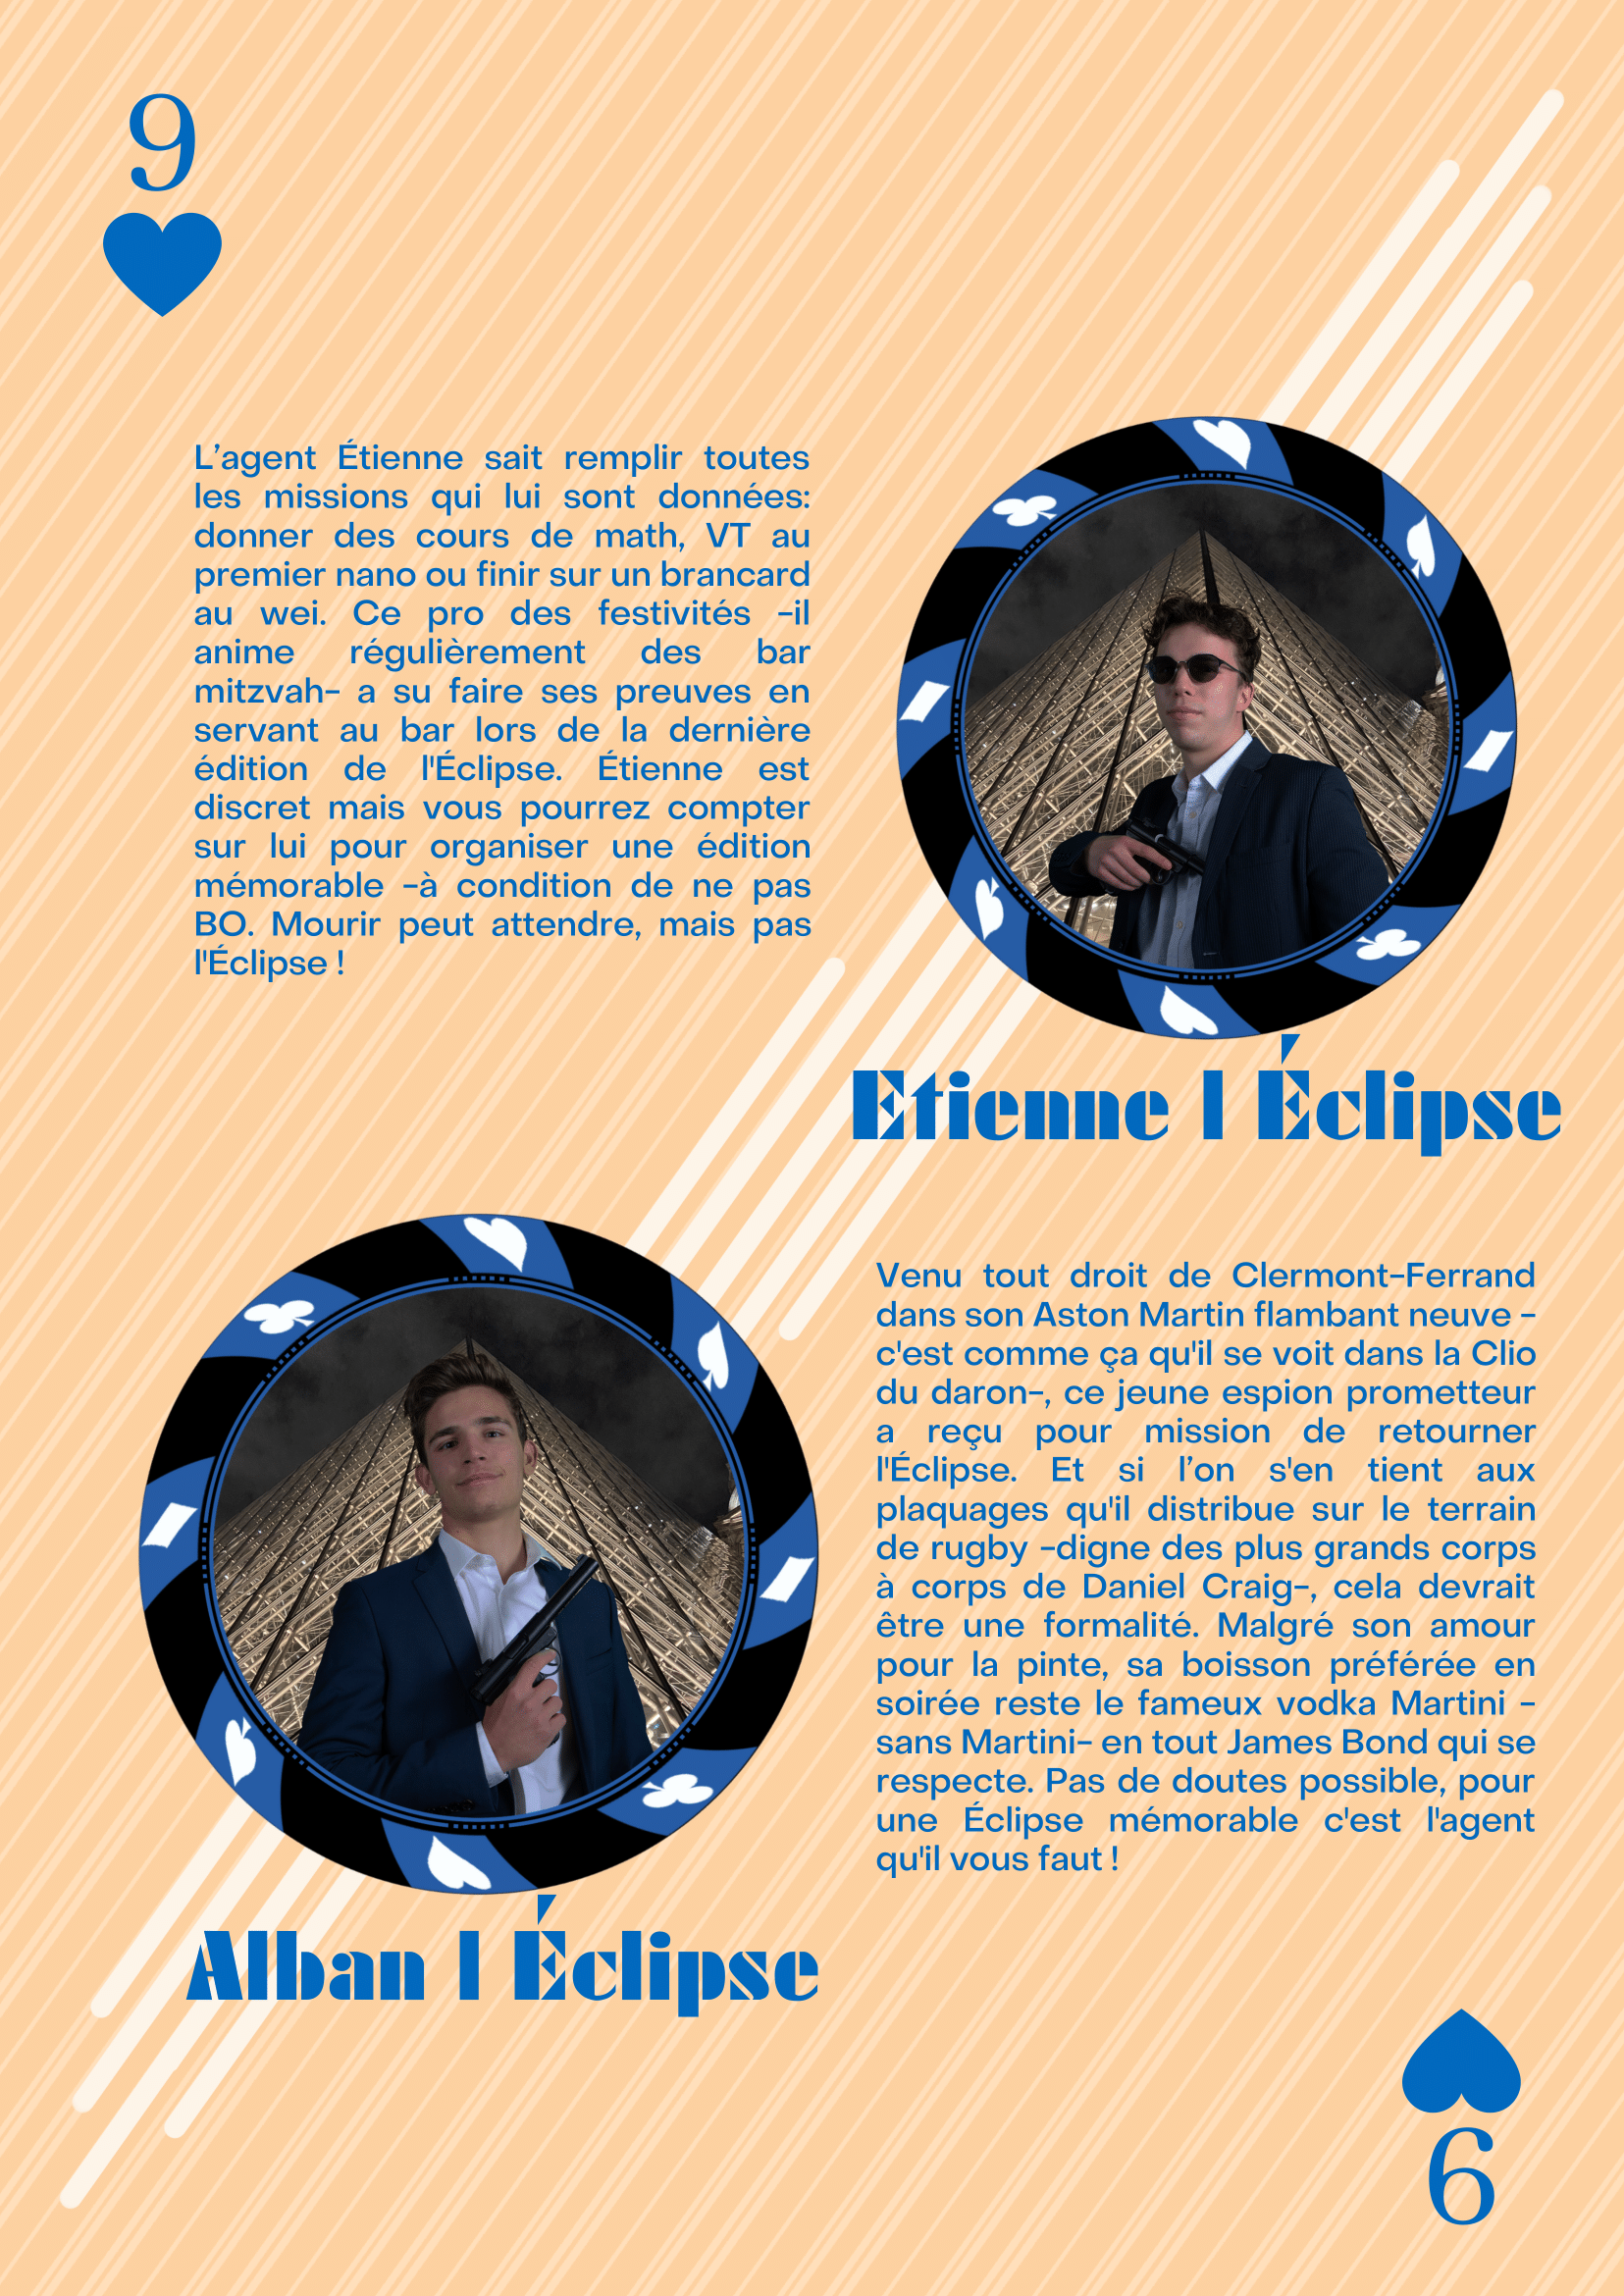 9
L’agent Étienne sait remplir toutes
les missions qui lui sont données:
donner des cours de math, VT au
premier nano ou finir sur un brancard
au wei. Ce pro des festivités -il
anime régulièrement des bar
mitzvah- a su faire ses preuves en
servant au bar lors de la dernière
édition de l'Éclipse. Étienne est
discret mais vous pourrez compter
sur lui pour organiser une édition
mémorable -à condition de ne pas
BO. Mourir peut attendre, mais pas
l'Éclipse !
Etienne | Éclipse
Venu tout droit de Clermont-Ferrand
dans son Aston Martin flambant neuve -
c'est comme ça qu'il se voit dans la Clio
du daron-, ce jeune espion prometteur
a reçu pour mission de retourner
l'Éclipse. Et si l’on s'en tient aux
plaquages qu'il distribue sur le terrain
de rugby -digne des plus grands corps
à corps de Daniel Craig-, cela devrait
être une formalité. Malgré son amour
pour la pinte, sa boisson préférée en
soirée reste le fameux vodka Martini -
sans Martini- en tout James Bond qui se
respecte. Pas de doutes possible, pour
une Éclipse mémorable c'est l'agent
qu'il vous faut !
Alban | Éclipse
9